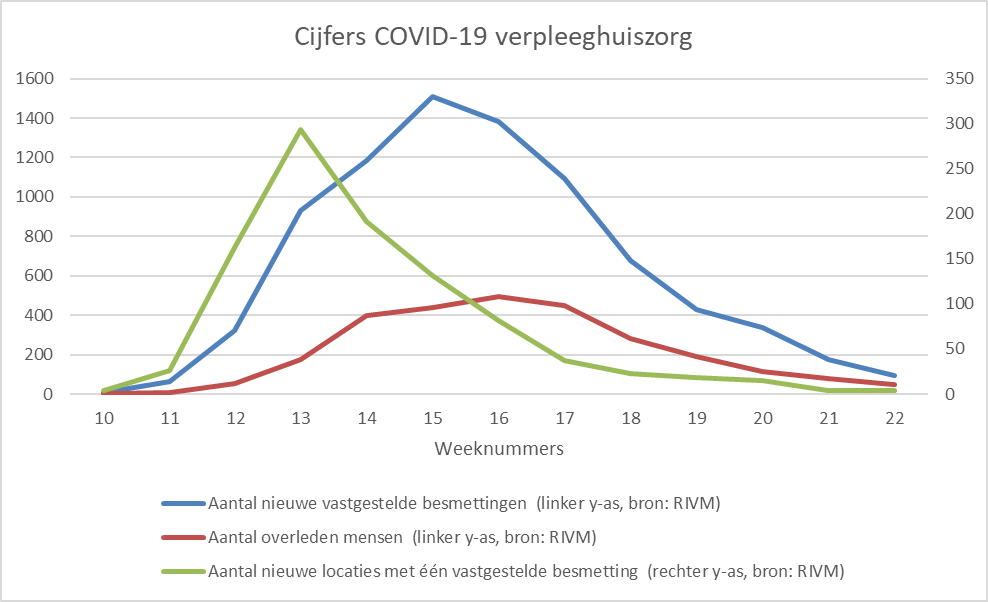 Cijfers COVID-19 verpleeghuiszorg
1600 350
1400 300
1200 250
1000 200
800 150
600 100
400 50
200 0
0
10 11 12 13 14 15 16 17 18 19 20 21 22
Weeknummers
Aantal nieuwe vastgestelde besmettingen (linker y-as, bron: RIVM)
Aantal overleden mensen (linker y-as, bron: RIVM)
Aantal nieuwe locaties met één vastgestelde besmetting (rechter y-as, bron: RIVM)